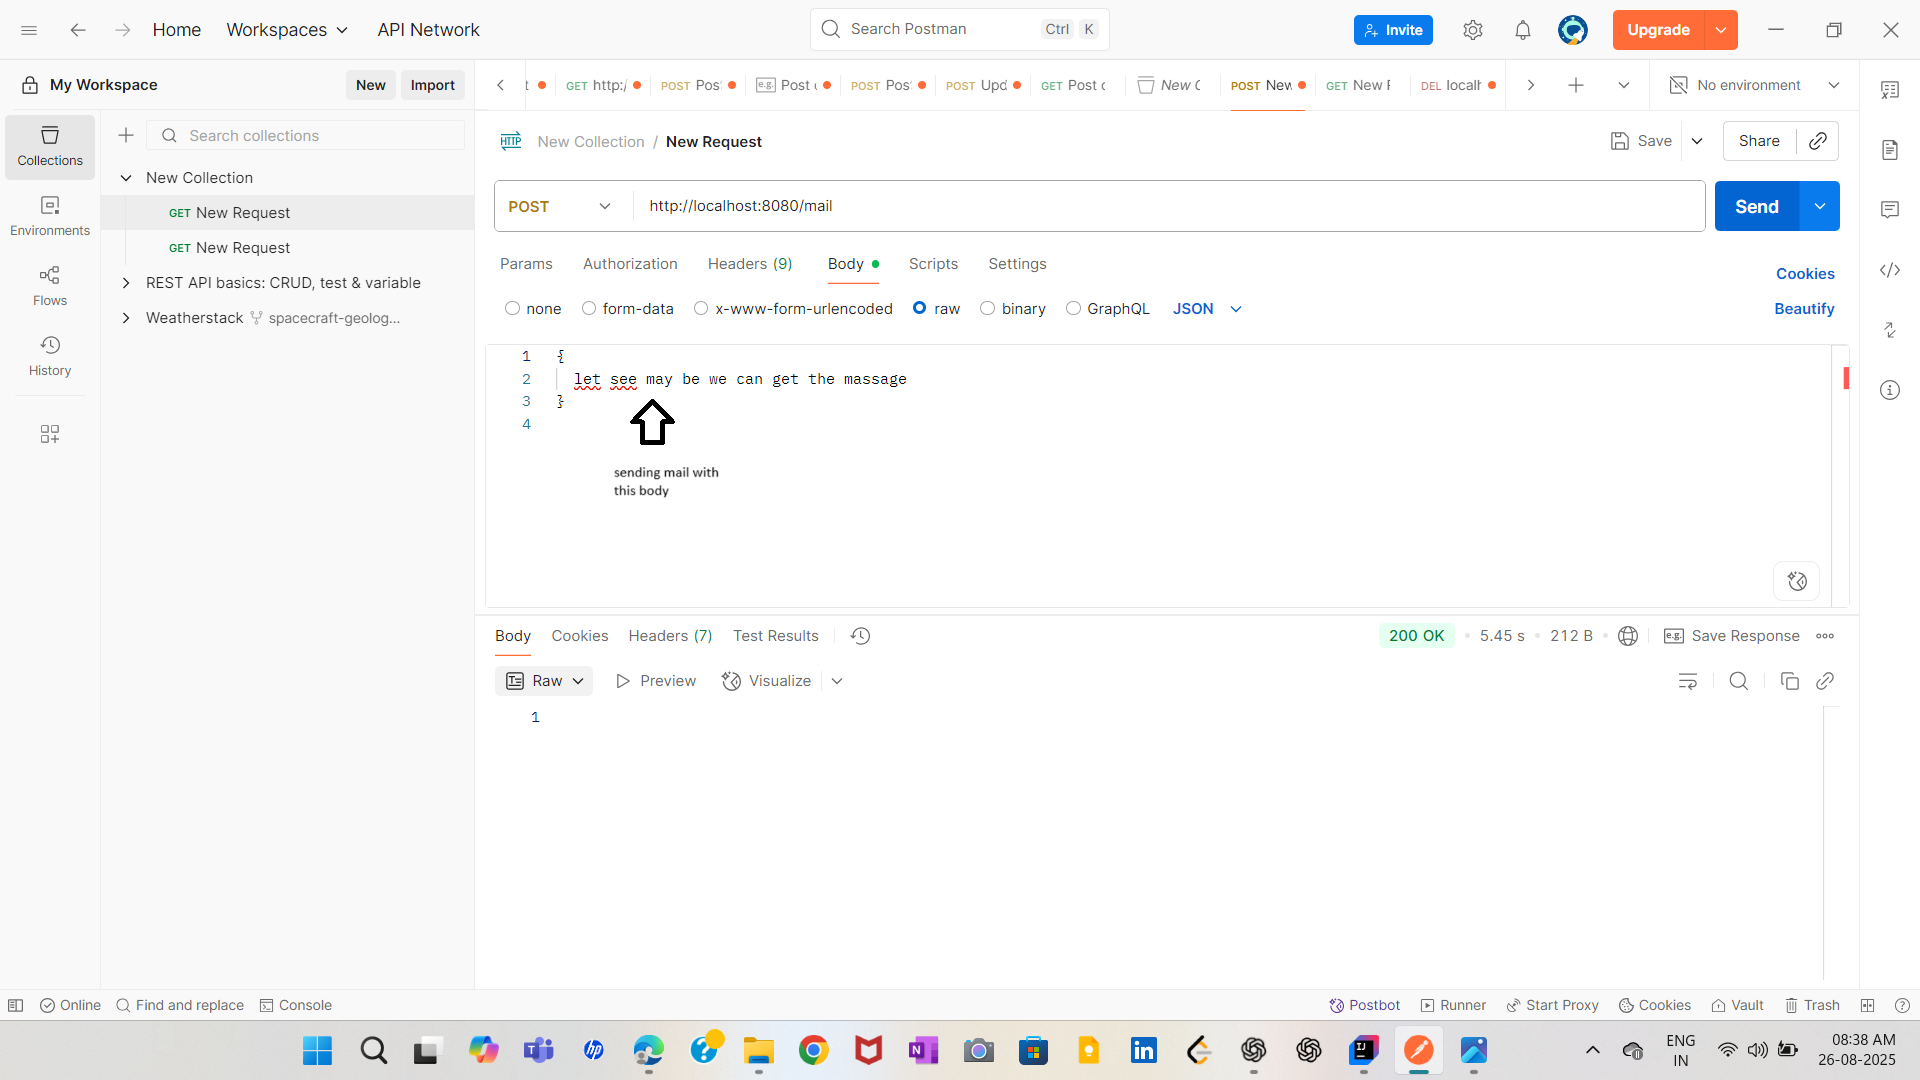 Home Workspaces API Network Search Postman Ctrl K Invite Upgrade
My Workspace New Import
t GET http:/ POST Pos e.g. Post POST Pos POST Upd GET Post c New C POST New GET New F DEL localh No environment
Collections
Environments
Flows
History
Search collections
New Collection
GET New Request
GET New Request
REST API basics: CRUD, test & variable
Weatherstack spacecraft-geolog...
HTTP New Collection / New Request Save Share
POST http://localhost:8080/mail Send
Params Authorization Headers (9) Body Scripts Settings Cookies
none form-data x-www-form-urlencoded raw binary GraphQL JSON Beautify
1 {
2 let see may be we can get the massage
3 }
4
sending mail with
this body
Body Cookies Headers (7) Test Results 200 OK 5.45 s 212 B e.g. Save Response
Raw Preview Visualize
1
Online Find and replace Console Postbot Runner Start Proxy Cookies Vault Trash
ENG
IN
08:38 AM
26-08-2025